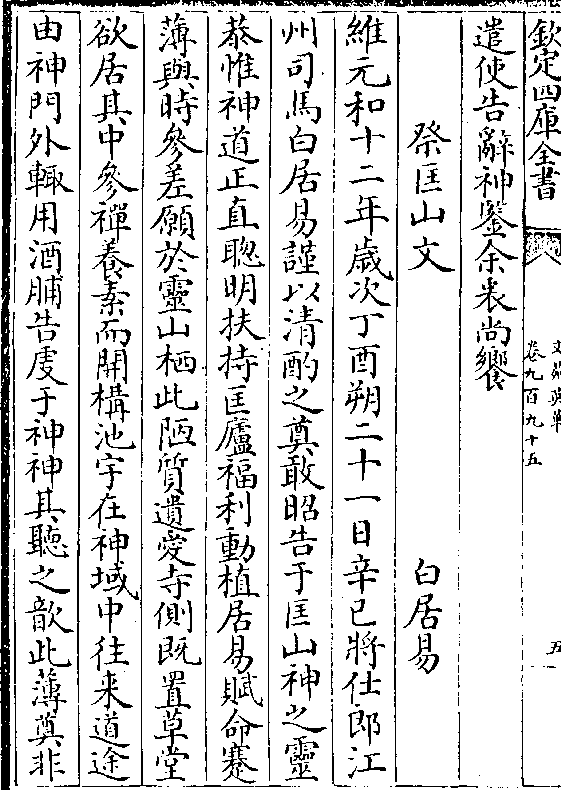 欽定四庫全書
文苑英華
卷九百九十五
五
遣使告辭神鑒余衷尚饗
祭匡山文
白居易
維元和十二年歲次丁酉朔二十一日辛巳將仕郎江
州司馬白居易謹以清酌之奠敢昭告于匡山神之靈
恭惟神道正直聰明扶持匡廬福利動植居易賦命蹇
薄與時參差願於靈山栖此陋質遺愛寺側既置草堂
欲居其中參禪養素而開構池宇在神域中往来道途
由神門外輙用酒脯告虔于神神其聽之歆此薄奠非